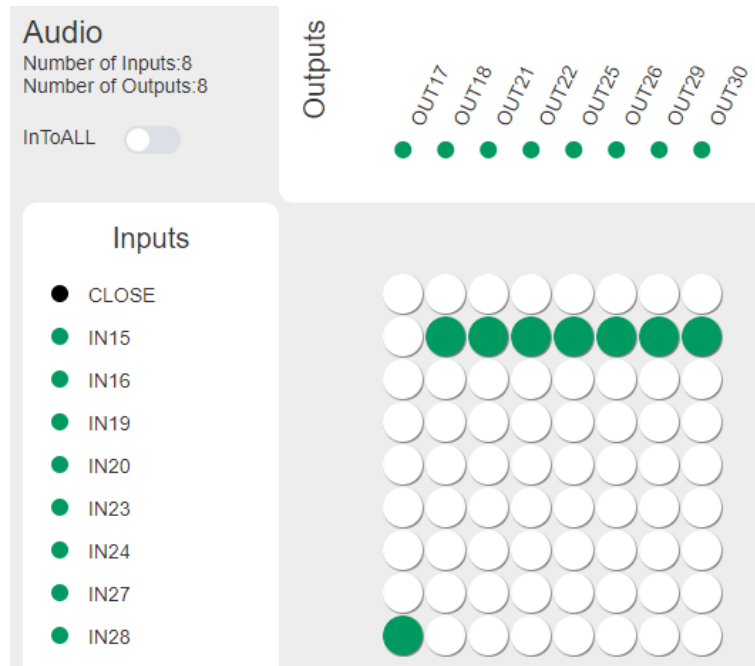 Audio
Number of Inputs:8
Number of Outputs:8
InToALL
Outputs
OUT17
OUT18
OUT21
OUT22
OUT25
OUT26
OUT29
OUT30
Inputs
CLOSE
IN15
IN16
IN19
IN20
IN23
IN24
IN27
IN28